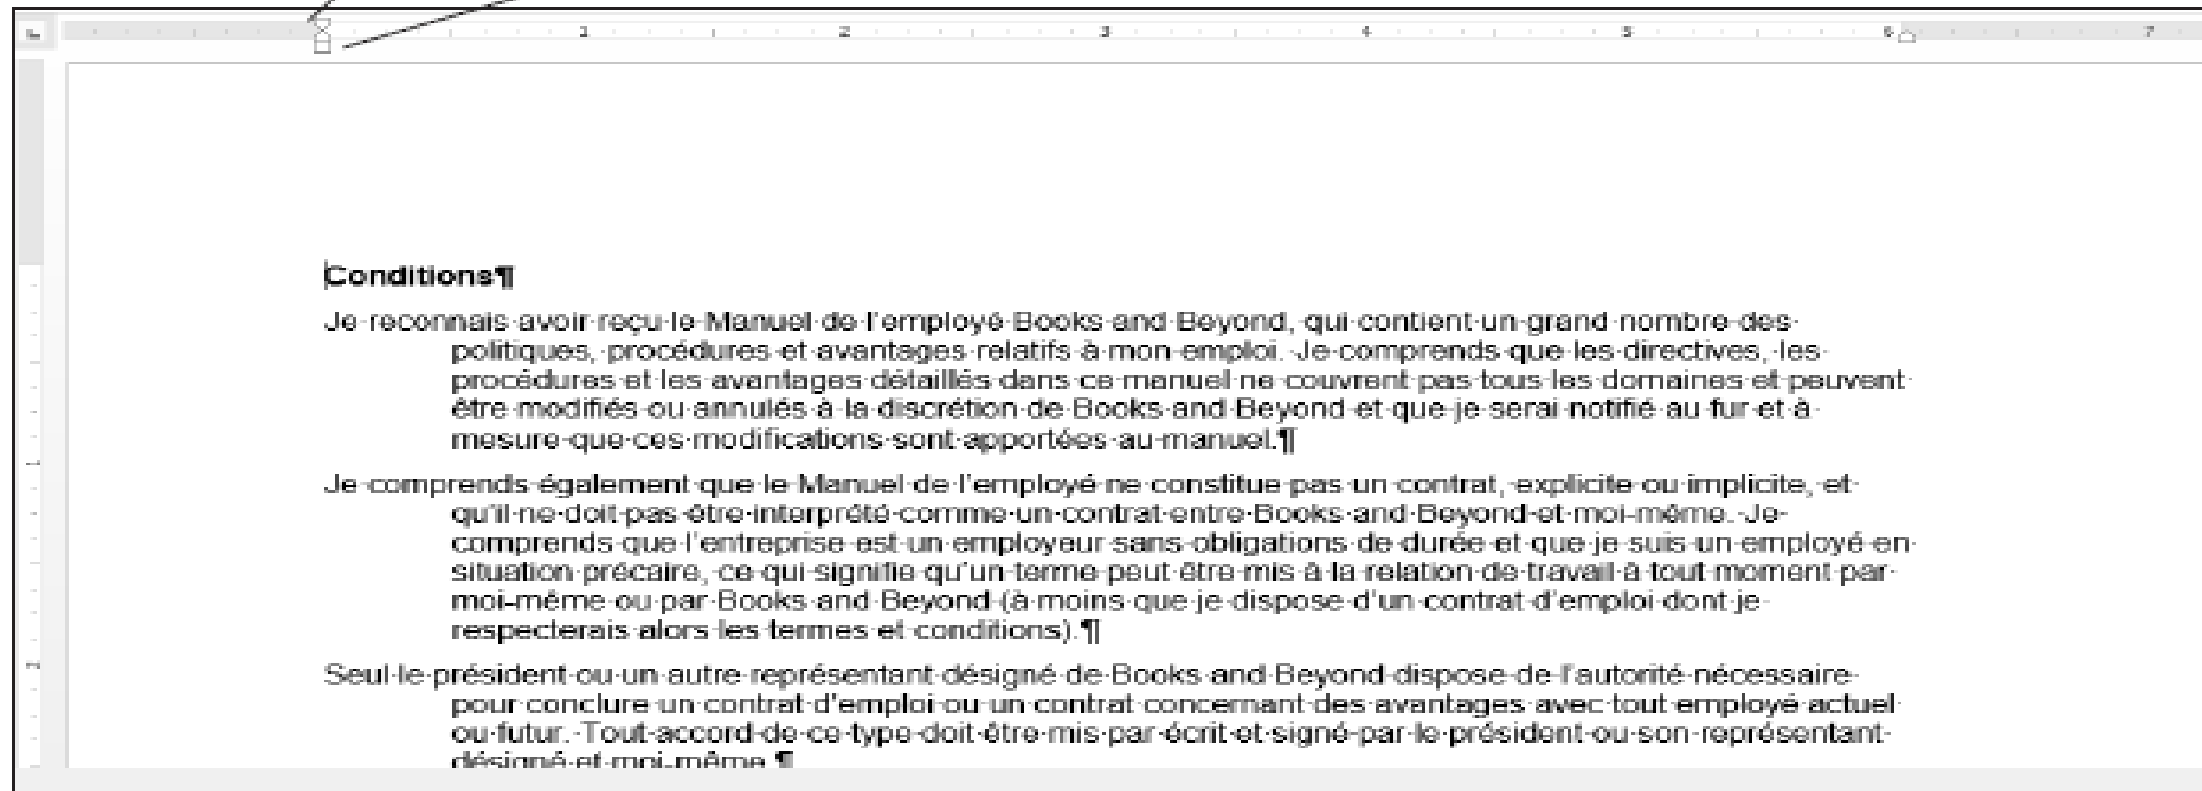 1 2 3 4 5 6 7
Conditions¶
Je·reconnais·avoir·reçu·le·Manuel·de·l'employé·Books·and·Beyond,·qui·contient·un·grand·nombre·des·
politiques,·procédures·et·avantages·relatifs·à·mon·emploi.·Je·comprends·que·les·directives,·les·
procédures·et·les·avantages·détaillés·dans·ce·manuel·ne·couvrent·pas·tous·les·domaines·et·peuvent·
être·modifiés·ou·annulés·à·la·discrétion·de·Books·and·Beyond·et·que·je·serai·notifié·au·fur·et·à·
mesure·que·ces·modifications·sont·apportées·au·manuel.¶
Je·comprends·également·que·le·Manuel·de·l'employé·ne·constitue·pas·un·contrat,·explicite·ou·implicite,·et·
qu'il·ne·doit·pas·être·interprété·comme·un·contrat·entre·Books·and·Beyond·et·moi-même.·Je·
comprends·que·l'entreprise·est·un·employeur·sans·obligations·de·durée·et·que·je·suis·un·employé·en·
situation·précaire,·ce·qui·signifie·qu'un·terme·peut·être·mis·à·la·relation·de·travail·à·tout·moment·par·
moi-même·ou·par·Books·and·Beyond·(à·moins·que·je·dispose·d'un·contrat·d'emploi·dont·je·
respecterais·alors·les·termes·et·conditions).¶
Seul·le·président·ou·un·autre·représentant·désigné·de·Books·and·Beyond·dispose·de·l'autorité·nécessaire·
pour·conclure·un·contrat·d'emploi·ou·un·contrat·concernant·des·avantages·avec·tout·employé·actuel·
ou·futur.·Tout·accord·de·ce·type·doit·être·mis·par·écrit·et·signé·par·le·président·ou·son·représentant·
désigné·et·moi-même.¶
1
2